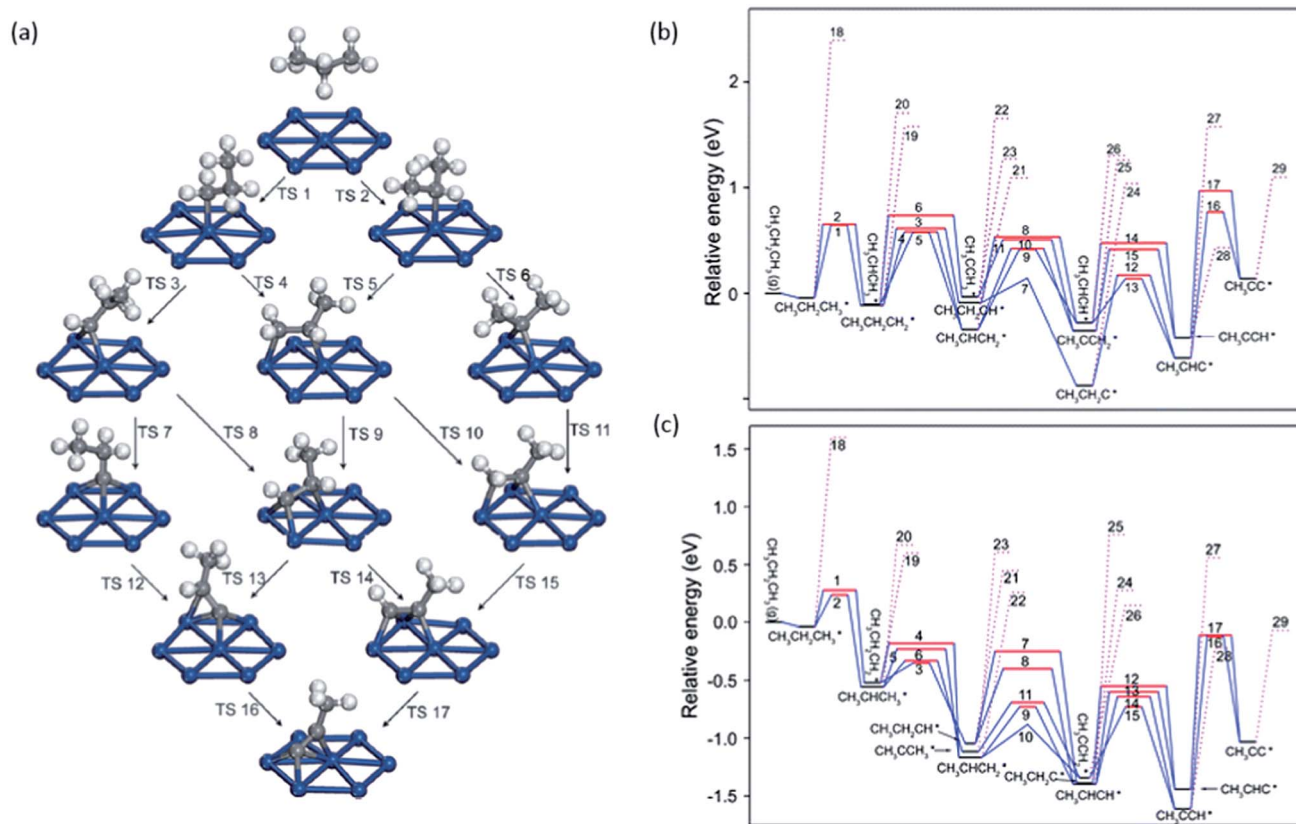 (a)
TS 1
TS 2
TS 3
TS 4
TS 5
TS 6
TS 7
TS 8
TS 9
TS 10
TS 11
TS 12
TS 13
TS 14
TS 15
TS 16
TS 17
(b)
Relative energy (eV)
2
1
0
CH₃CH₂CH₃ (g)
CH₃CH₂CH₃*
18
2
1
CH₃CHCH₃*
CH₃CH₂CH₂*
20
19
6
3
4
5
CH₃CCH₃*
CH₃CH₂CH*
CH₃CHCH₂*
22
23
21
8
11
10
9
7
CH₃CHCH*
CH₃CCH₂*
CH₃CH₂C*
26
25
24
14
15
12
13
CH₃CCH*
CH₃CHC*
27
17
16
28
29
CH₃CC*
(c)
Relative energy (eV)
1.5
1.0
0.5
0.0
-0.5
-1.0
-1.5
CH₃CH₂CH₃ (g)
CH₃CH₂CH₃*
18
1
2
CH₃CH₂CH₂*
CH₃CHCH₃*
20
19
4
5
6
3
CH₃CH₂CH*
CH₃CCH₃*
CH₃CHCH₂*
23
21
22
7
8
11
9
10
CH₃CCH₂*
CH₃CH₂C*
CH₃CHCH*
25
24
26
12
13
14
15
CH₃CHC*
CH₃CCH*
27
17
16
28
29
CH₃CC*